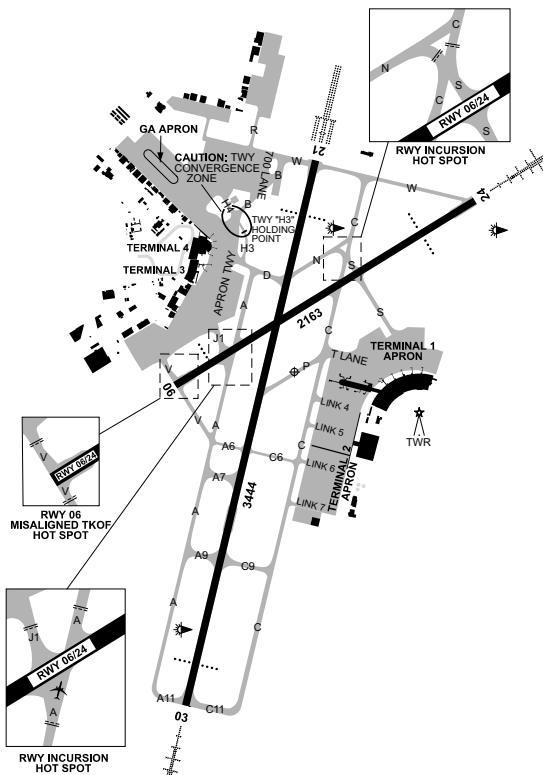 C
N
S
C
RWY 06/24
S
RWY INCURSION
HOT SPOT
21
R
GA APRON
W
700 LANE
CAUTION: TWY
CONVERGENCE
ZONE
B
W
24
H4
B
C
TWY "H3"
HOLDING
POINT
TERMINAL 4
H3
N
S
TERMINAL 3
D
APRON TWY
A
2163
S
J1
C
TERMINAL 1
APRON
T LANE
V
P
06
LINK 4
V
A
LINK 5
TWR
A6
C
C6
LINK 6
TERMINAL 2
APRON
V
RWY 06/24
V
A7
3444
LINK 7
RWY 06
MISALIGNED TKOF
HOT SPOT
A
A9
C9
A
C
A
J1
RWY 06/24
A
A11
C11
03
RWY INCURSION
HOT SPOT